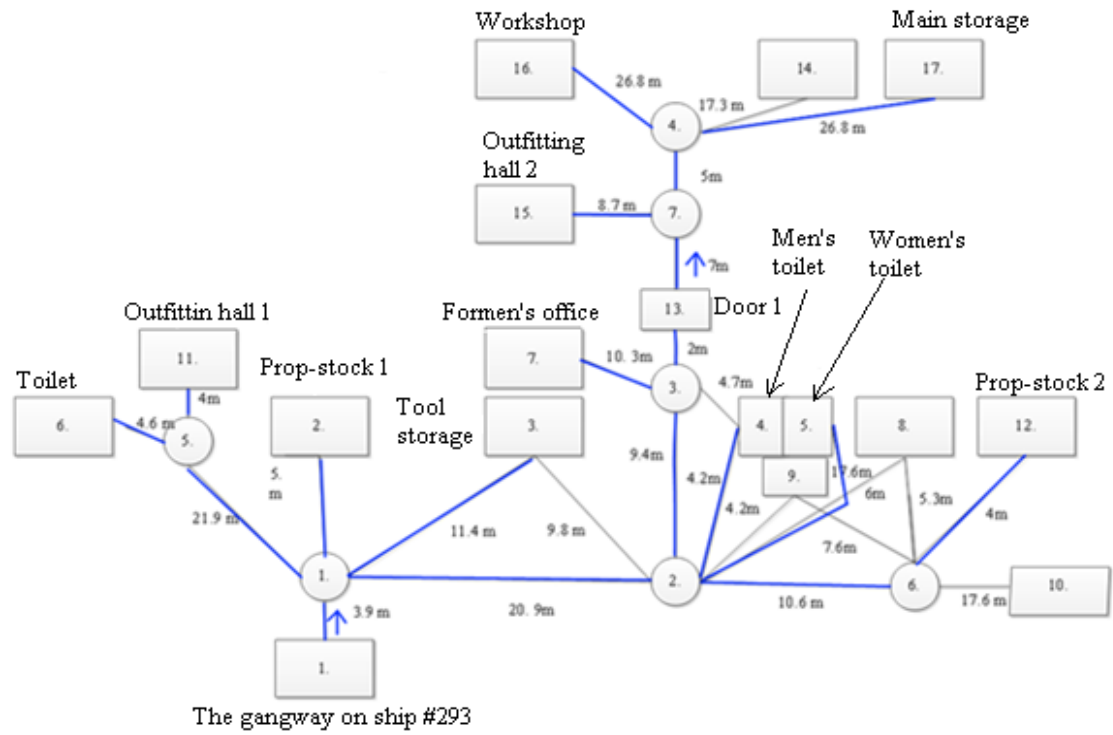 Workshop
Main storage
16.
14.
17.
26.8 m
17.3 m
4.
26.8 m
Outfitting
hall 2
5m
15.
8.7 m
7.
Men's
toilet
Women's
toilet
7m
Outfittin hall 1
Formen's office
13.
Door 1
11.
Prop-stock 1
7.
10. 3m
2m
Toilet
4m
3.
4.7m
Prop-stock 2
6.
4.6 m
5.
2.
Tool
storage
3.
4.
5.
8.
12.
5.
m
9.4m
4.2m
9.
17.6m
6m
5.3m
21.9 m
11.4 m
9.8m
4.2m
7.6m
4m
1.
2.
6.
10.
3.9 m
20. 9m
10.6 m
17.6 m
1.
The gangway on ship #293